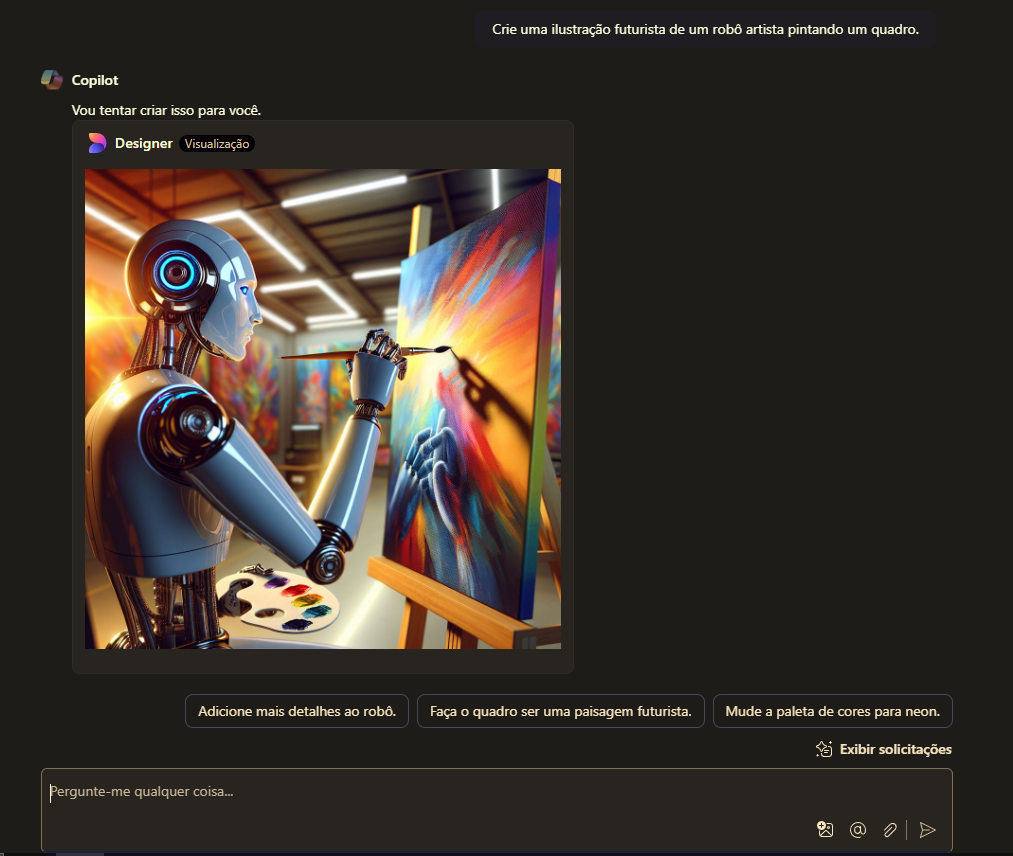 Crie uma ilustração futurista de um robô artista pintando um quadro.
Copilot
Vou tentar criar isso para você.
Designer Visualização
Adicione mais detalhes ao robô. Faça o quadro ser uma paisagem futurista. Mude a paleta de cores para neon.
Exibir solicitações
Pergunte-me qualquer coisa...